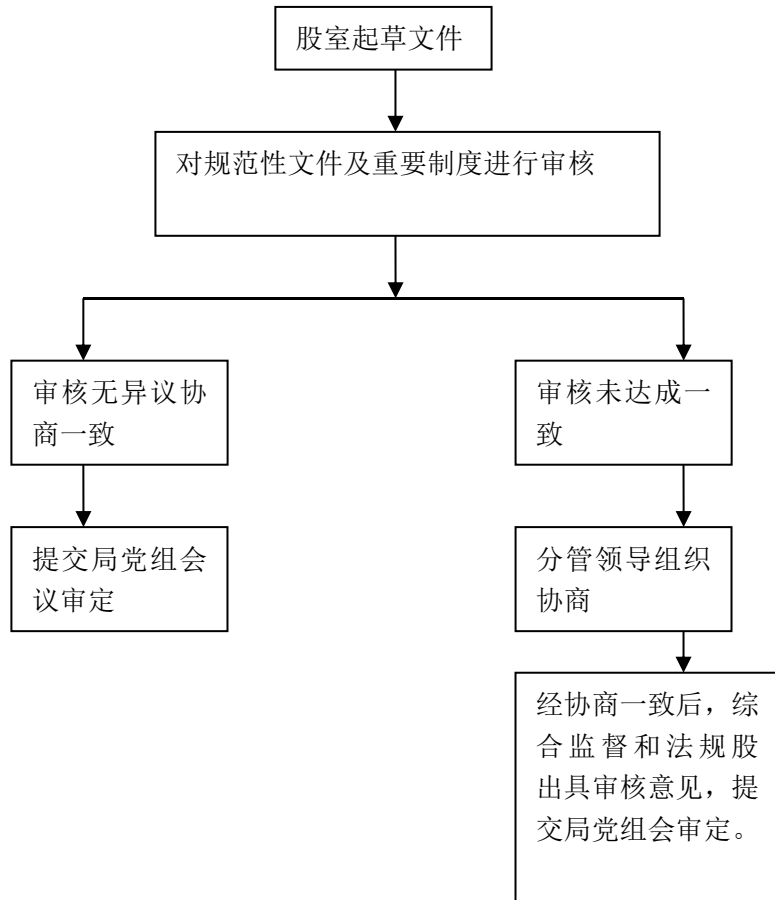 股室起草文件
对规范性文件及重要制度进行审核
审核无异议协
商一致
审核未达成一
致
提交局党组会
议审定
分管领导组织
协商
经协商一致后，综
合监督和法规股
出具审核意见，提
交局党组会审定。